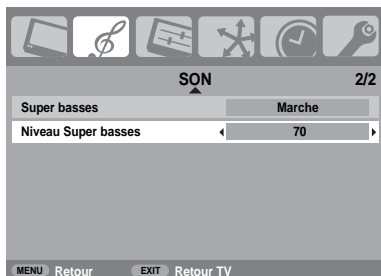 SON 2/2
Super basses Marche
Niveau Super basses 70
MENU Retour EXIT Retour TV